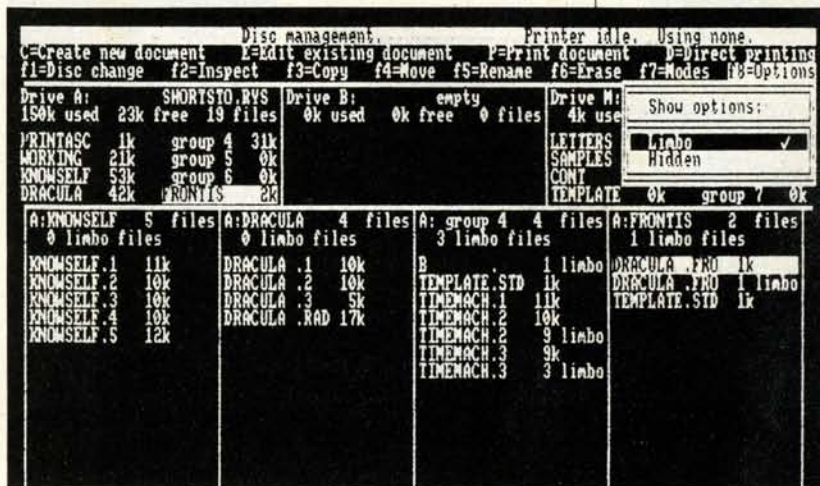 Disc management. Printer idle. Using none.
C=Create new document E=Edit existing document P=Print document D=Direct printing
f1=Disc change f2=Inspect f3=Copy f4=Move f5=Rename f6=Erase f7=Modes f8=Options
Drive A: SHORTSTO.RYS
150k used 23k free 19 files
PRINTASC 1k group 4 31k
WORKING 21k group 5 0k
KNOWSELF 53k group 6 0k
DRACULA 42k FRONTIS 2k
Drive B: empty
0k used 0k free 0 files
Drive M:
4k use
LETTERS
SAMPLES
CONT
TEMPLATE 0k group 7 0k
Show options:
Limbo ✓
Hidden
A:KNOWSELF 5 files
0 limbo files
KNOWSELF.1 11k
KNOWSELF.2 10k
KNOWSELF.3 10k
KNOWSELF.4 10k
KNOWSELF.5 12k
A:DRACULA 4 files
0 limbo files
DRACULA .1 10k
DRACULA .2 10k
DRACULA .3 5k
DRACULA .RAD 17k
A: group 4 4 files
3 limbo files
B . 1 limbo
TEMPLATE.STD 1k
TIMEMACH.1 11k
TIMEMACH.2 10k
TIMEMACH.2 9 limbo
TIMEMACH.3 9k
TIMEMACH.3 3 limbo
A:FRONTIS 2 files
1 limbo files
DRACULA .FRO 1k
DRACULA .FRO 1 limbo
TEMPLATE.STD 1k